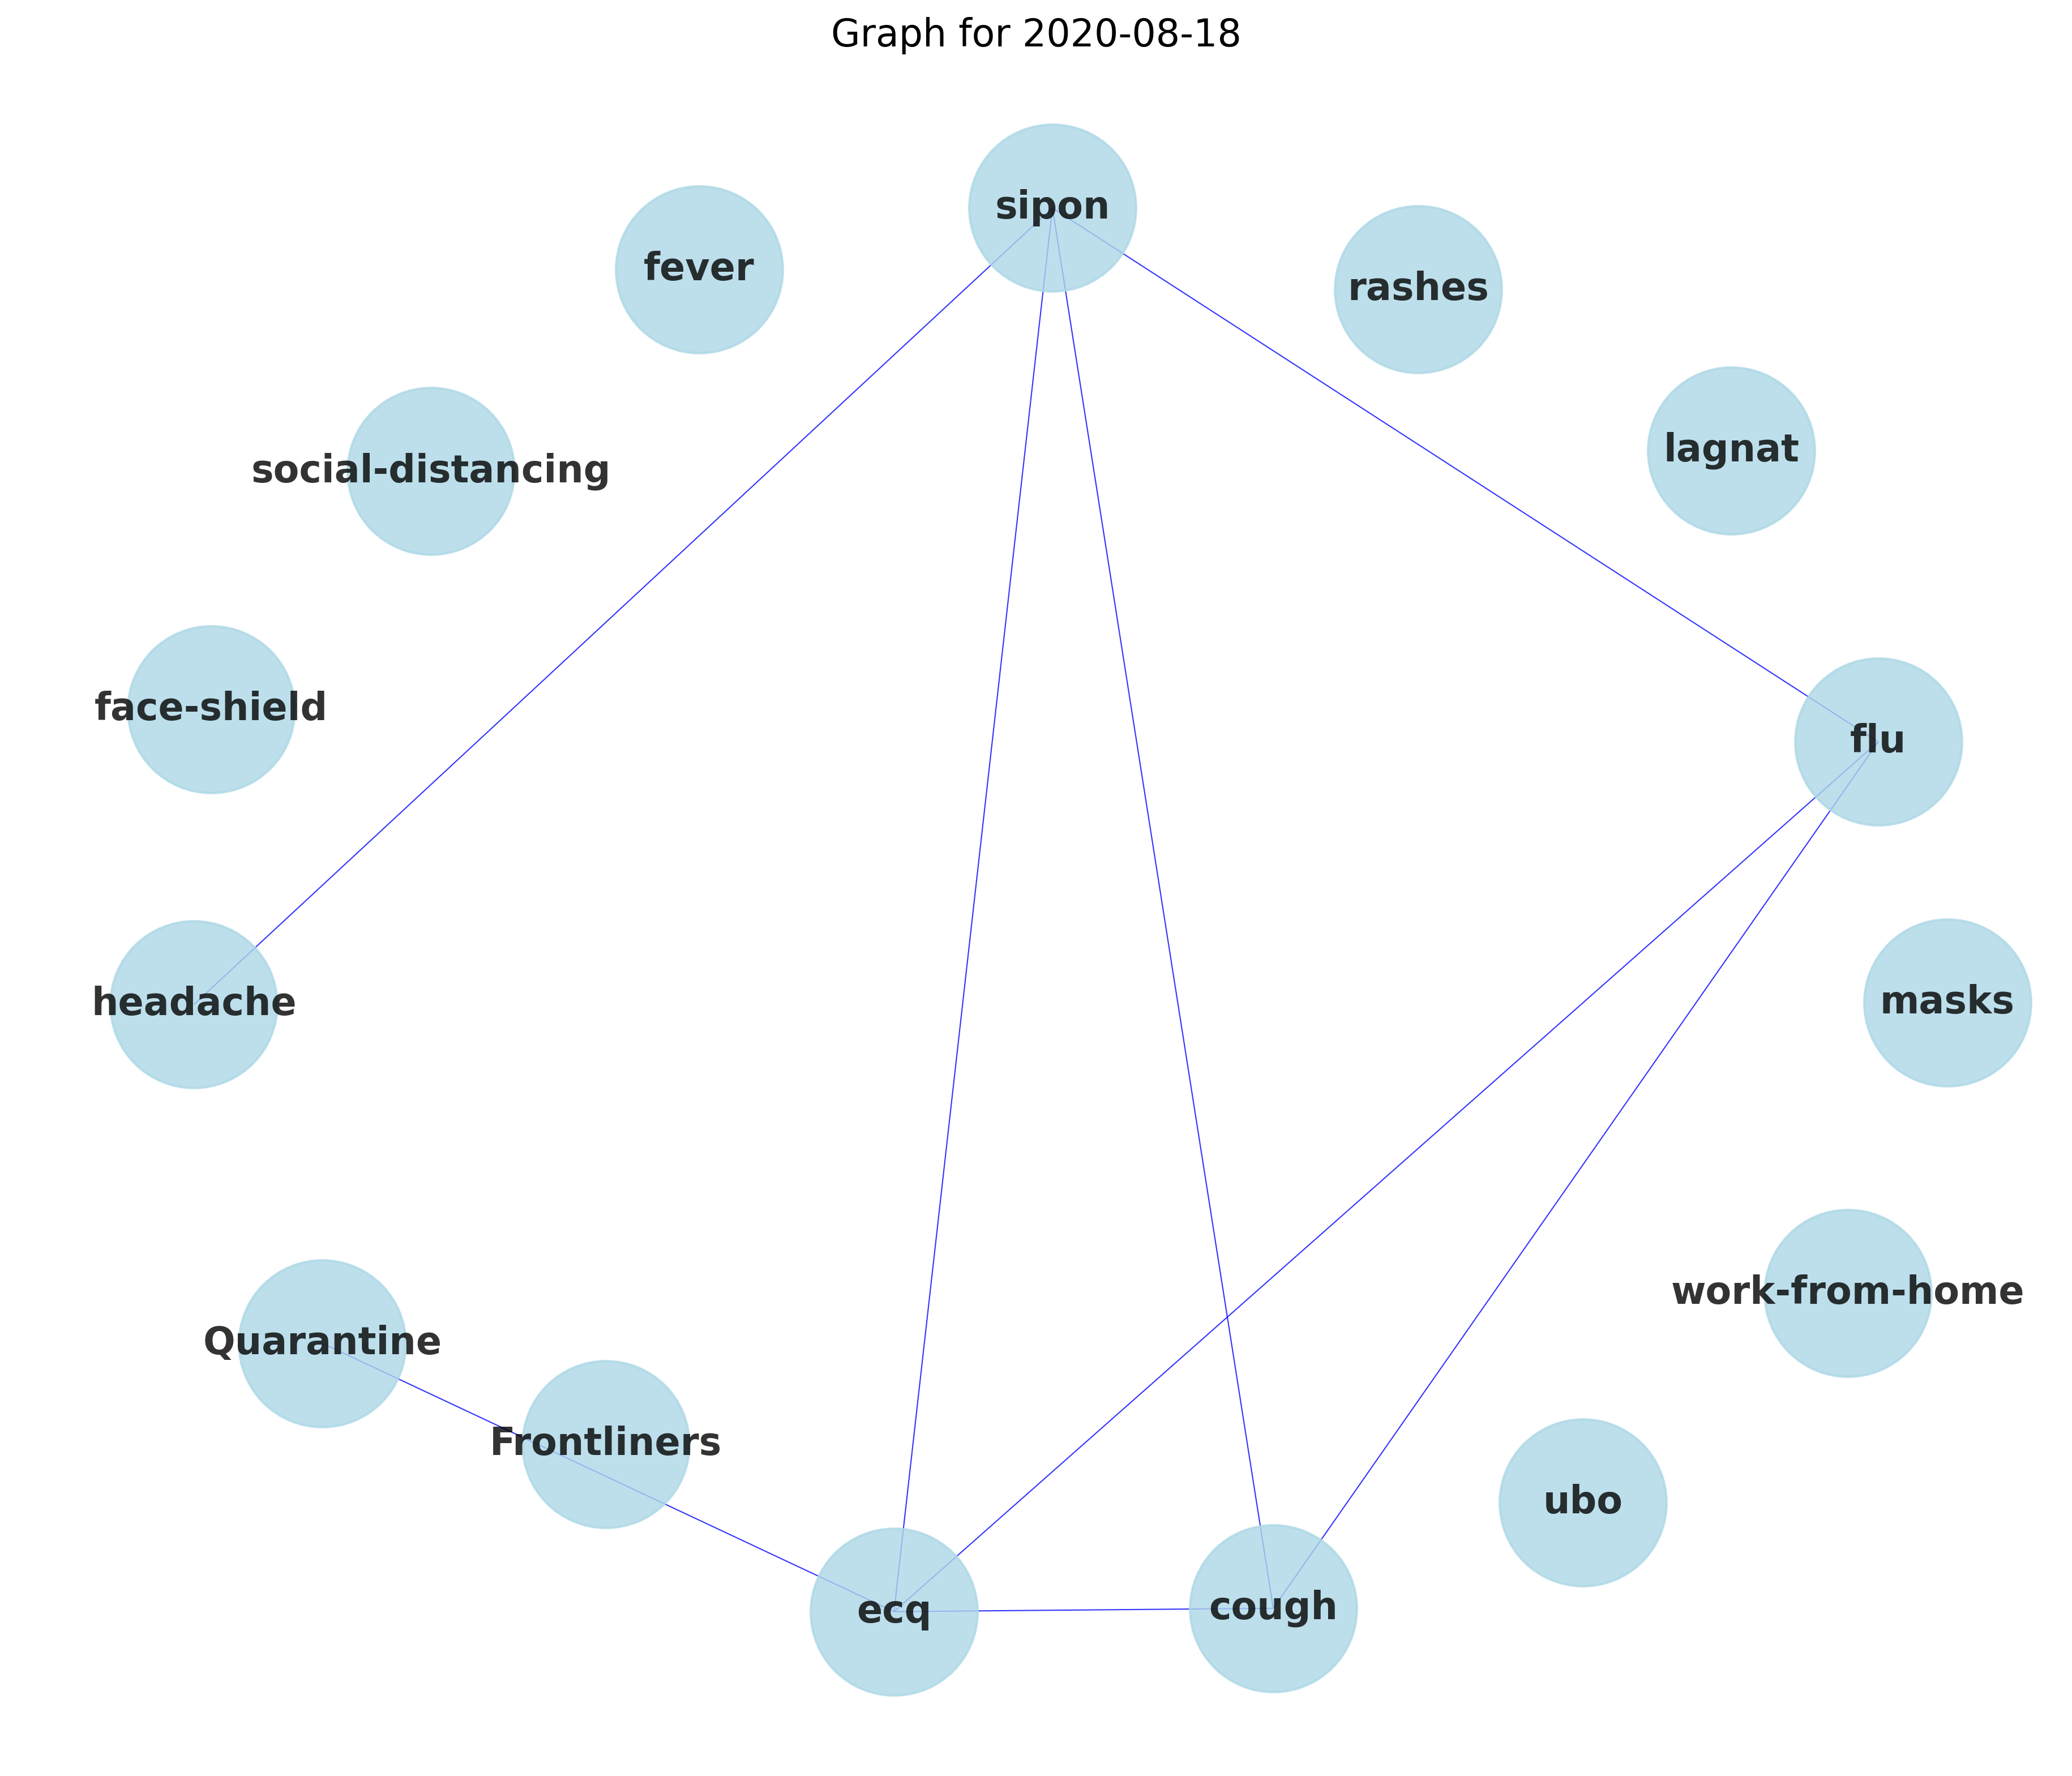 Graph for 2020-08-18
sipon
fever
rashes
lagnat
social-distancing
face-shield
flu
headache
masks
work-from-home
Quarantine
Frontliners
ubo
ecq
cough